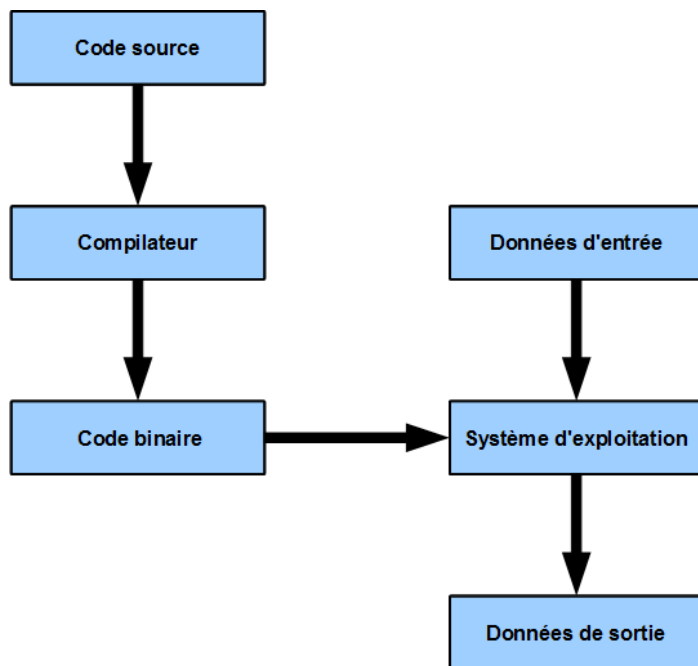 Code source
Compilateur
Données d'entrée
Code binaire
Système d'exploitation
Données de sortie